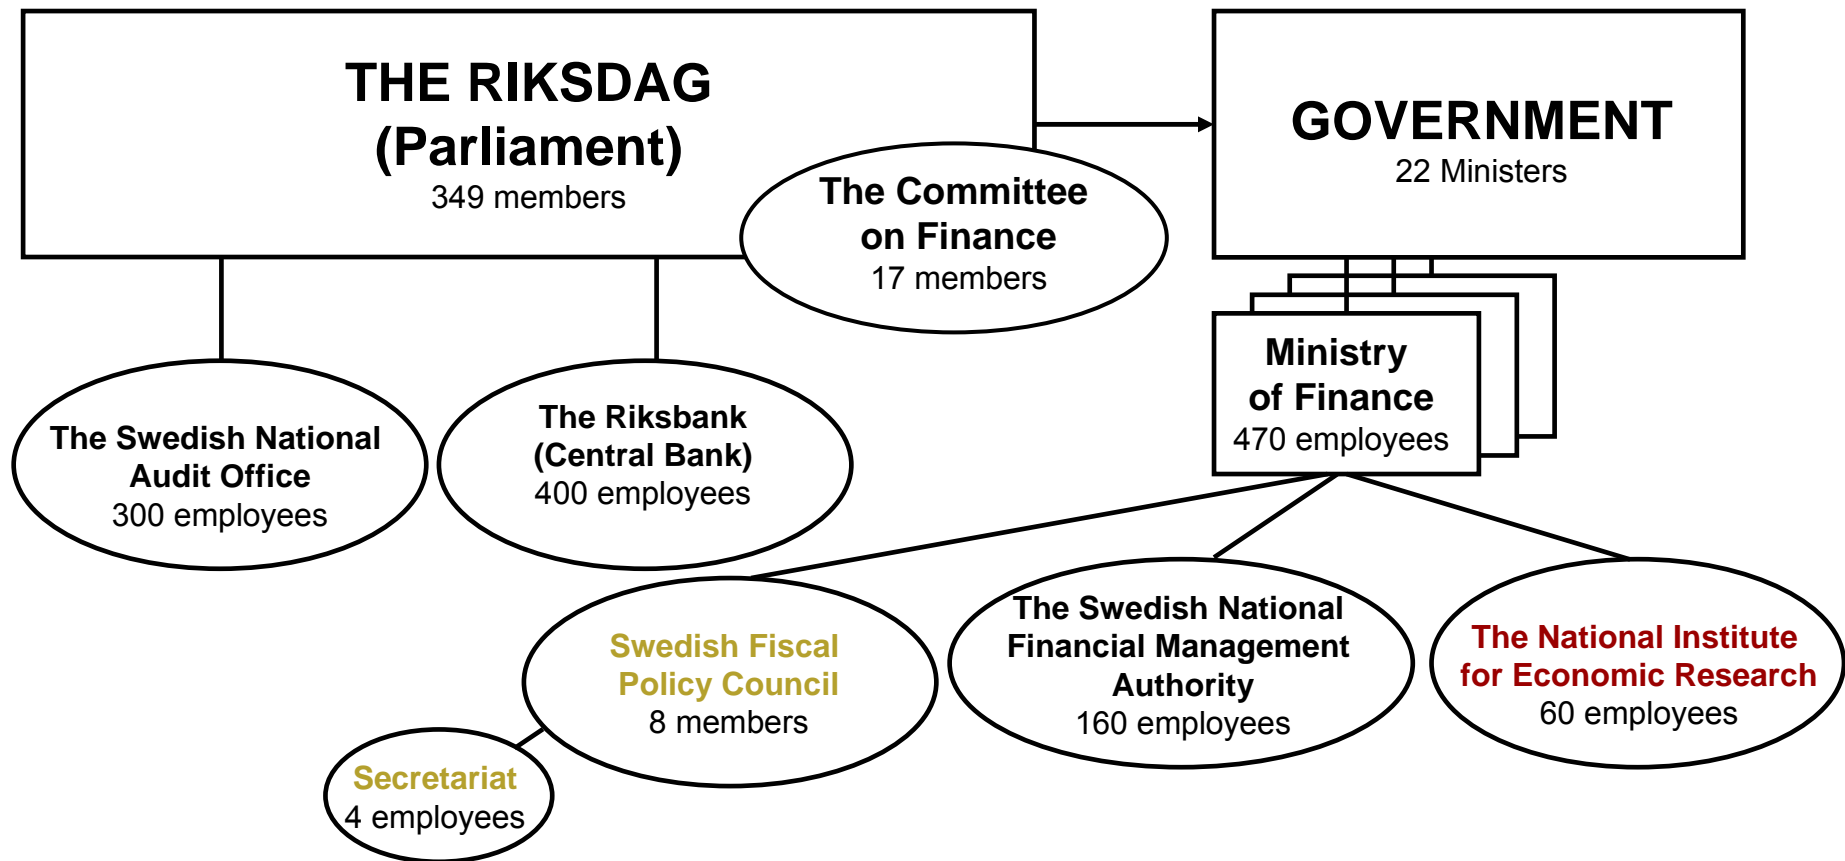 THE RIKSDAG
(Parliament)
349 members
GOVERNMENT
22 Ministers
The Committee
on Finance
17 members
Ministry
of Finance
470 employees
The Swedish National
Audit Office
300 employees
The Riksbank
(Central Bank)
400 employees
Swedish Fiscal
Policy Council
8 members
The Swedish National
Financial Management
Authority
160 employees
The National Institute
for Economic Research
60 employees
Secretariat
4 employees